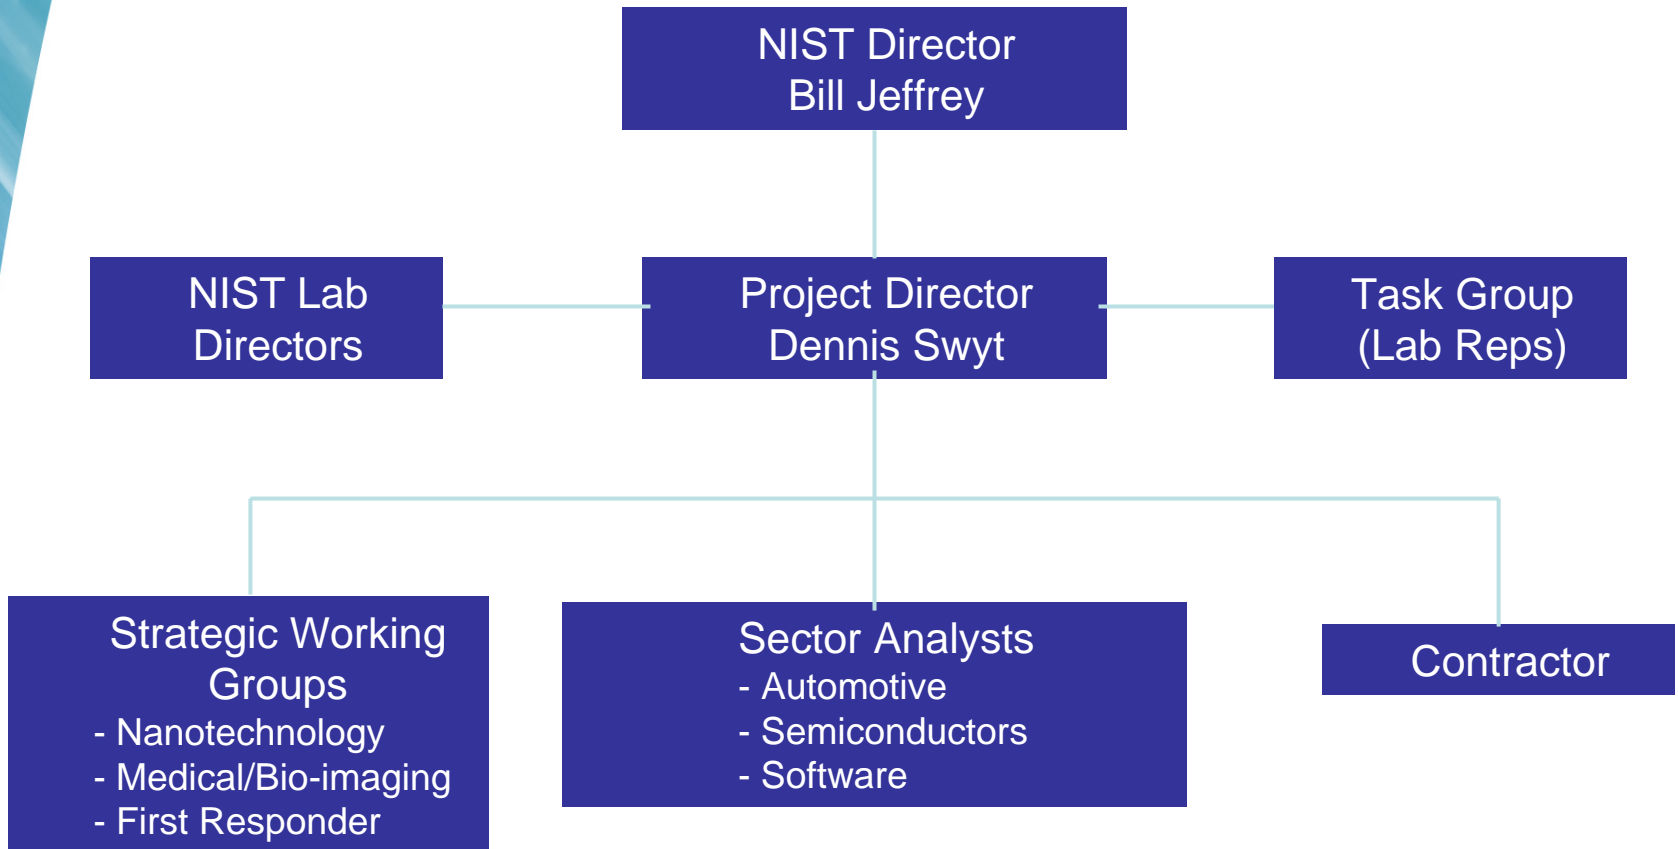 NIST Director
Bill Jeffrey
NIST Lab
Directors
Project Director
Dennis Swyt
Task Group
(Lab Reps)
Strategic Working
Groups
- Nanotechnology
- Medical/Bio-imaging
- First Responder
Sector Analysts
- Automotive
- Semiconductors
- Software
Contractor